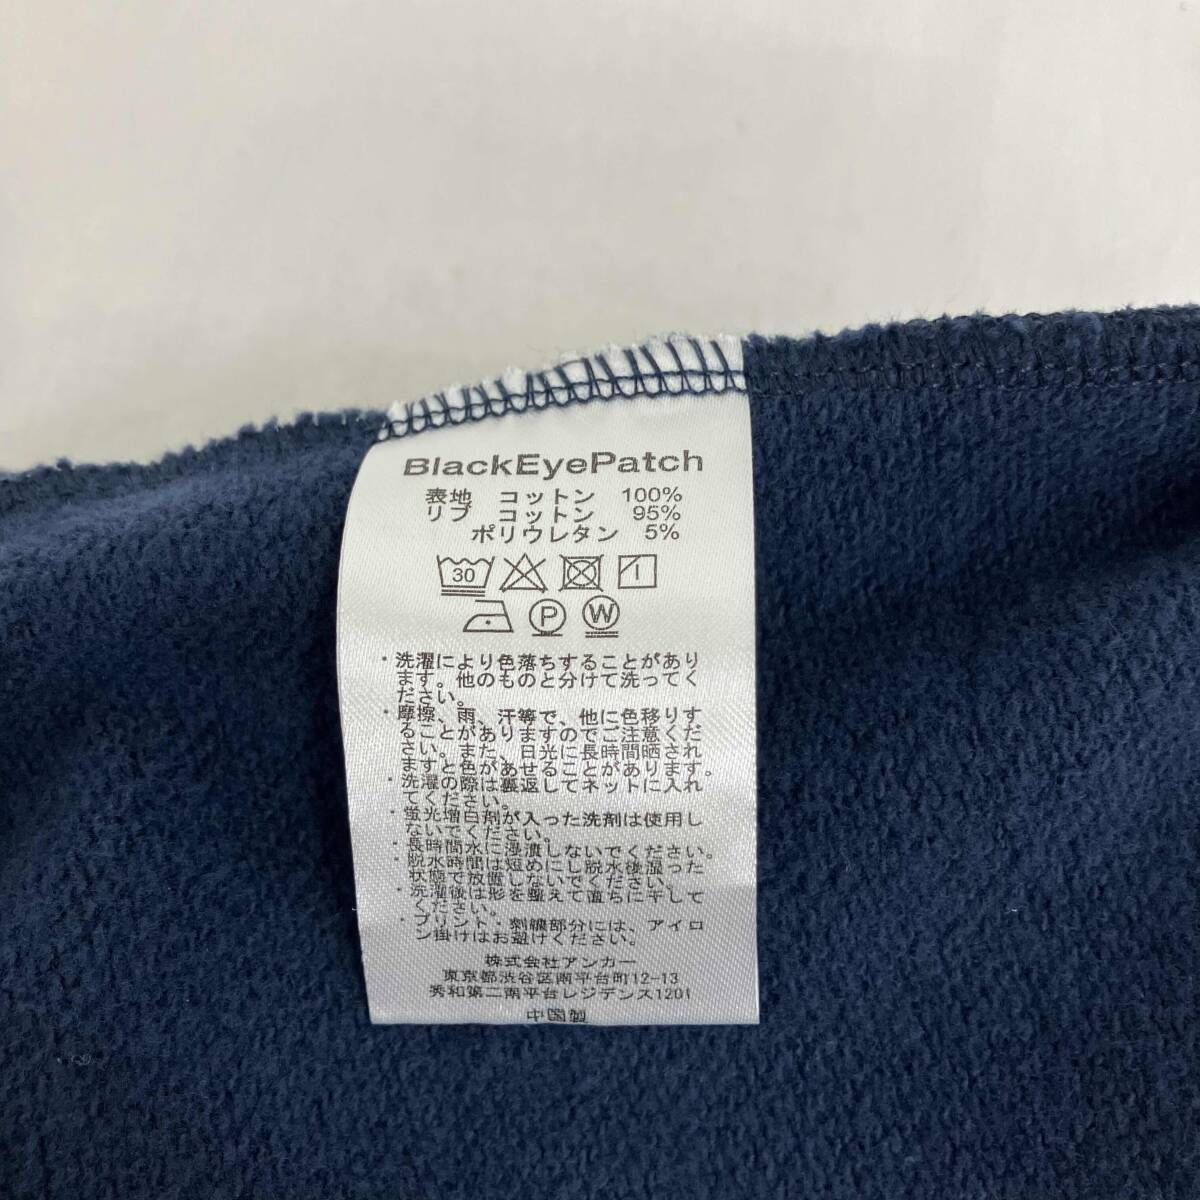 BlackEyePatch
表地 コットン 100%
リブ コットン 95%
ポリウレタン 5%
30
P W
・洗濯により色落ちすることがあり
ます。他のものと分けて洗ってく
ださい。
・摩擦、雨、汗等で、他に色移りす
ることがありますのでご注意くだ
さい。また、日光に長時間晒され
ますと色があせることがあります。
・洗濯の際は裏返してネットに入れ
てください。
・蛍光増白剤が入った洗剤は使用し
ないでください。
・長時間水に浸漬しないでください。
・脱水時間は短めにし脱水後湿った
状態で放置しないでください。
・洗濯後は形を整えて直ちに干して
ください。
・プリント・刺繍部分には、アイロ
ン掛けはお避けください。
株式会社アンカー
東京都渋谷区南平台町12-13
秀和第二南平台レジデンス1201
中国製